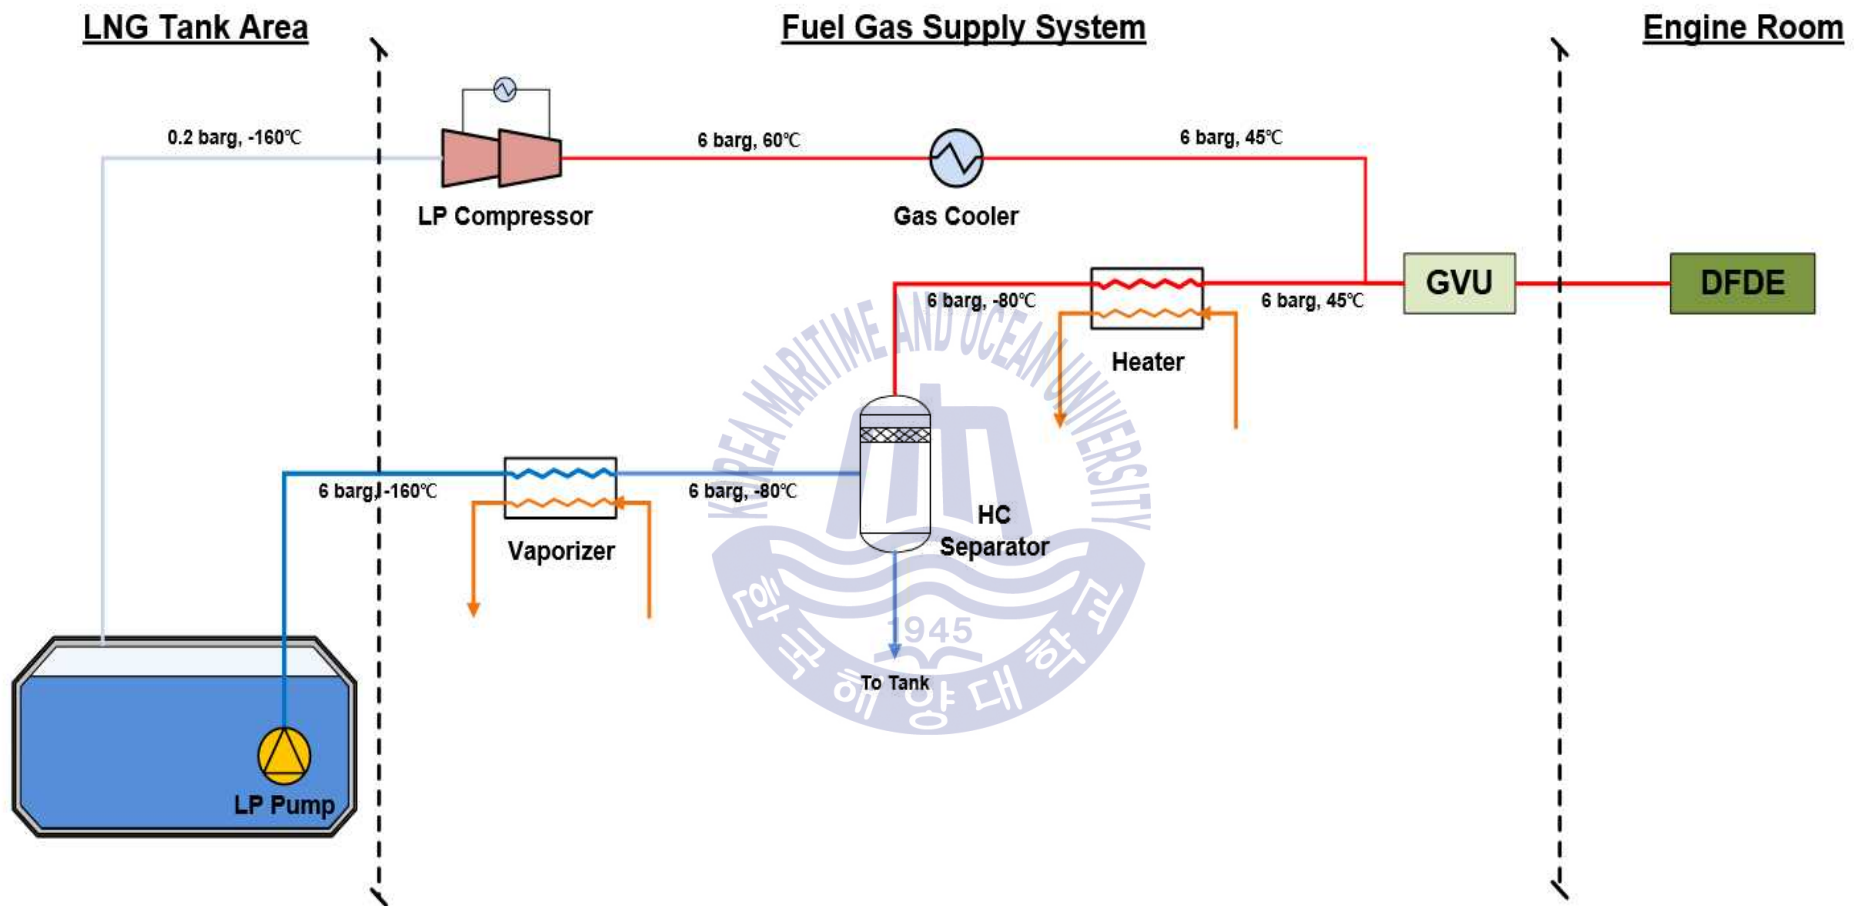 LNG Tank Area
Fuel Gas Supply System
Engine Room
0.2 barg, -160℃
6 barg, 60℃
6 barg, 45℃
LP Compressor
Gas Cooler
GVU
DFDE
6 barg, -80℃
6 barg, 45℃
Heater
KOREA MARITIME AND OCEAN UNIVERSITY
6 barg, -160℃
6 barg, -80℃
HC
Separator
Vaporizer
1945
To Tank
한국해양대학교
LP Pump